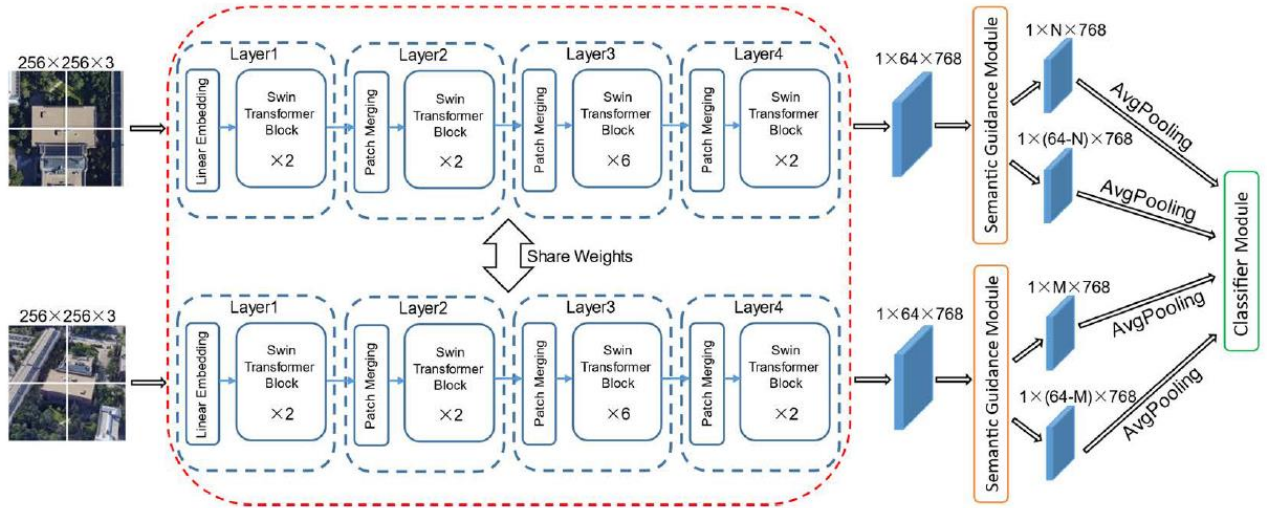 256×256×3
Layer1
Linear Embedding
Swin
Transformer
Block
×2
Layer2
Patch Merging
Swin
Transformer
Block
×2
Layer3
Patch Merging
Swin
Transformer
Block
×6
Layer4
Patch Merging
Swin
Transformer
Block
×2
1×64×768
Semantic Guidance Module
1×N×768
AvgPooling
1×(64-N)×768
AvgPooling
Share Weights
Classifier Module
256×256×3
Layer1
Linear Embedding
Swin
Transformer
Block
×2
Layer2
Patch Merging
Swin
Transformer
Block
×2
Layer3
Patch Merging
Swin
Transformer
Block
×6
Layer4
Patch Merging
Swin
Transformer
Block
×2
1×64×768
Semantic Guidance Module
1×M×768
AvgPooling
1×(64-M)×768
AvgPooling